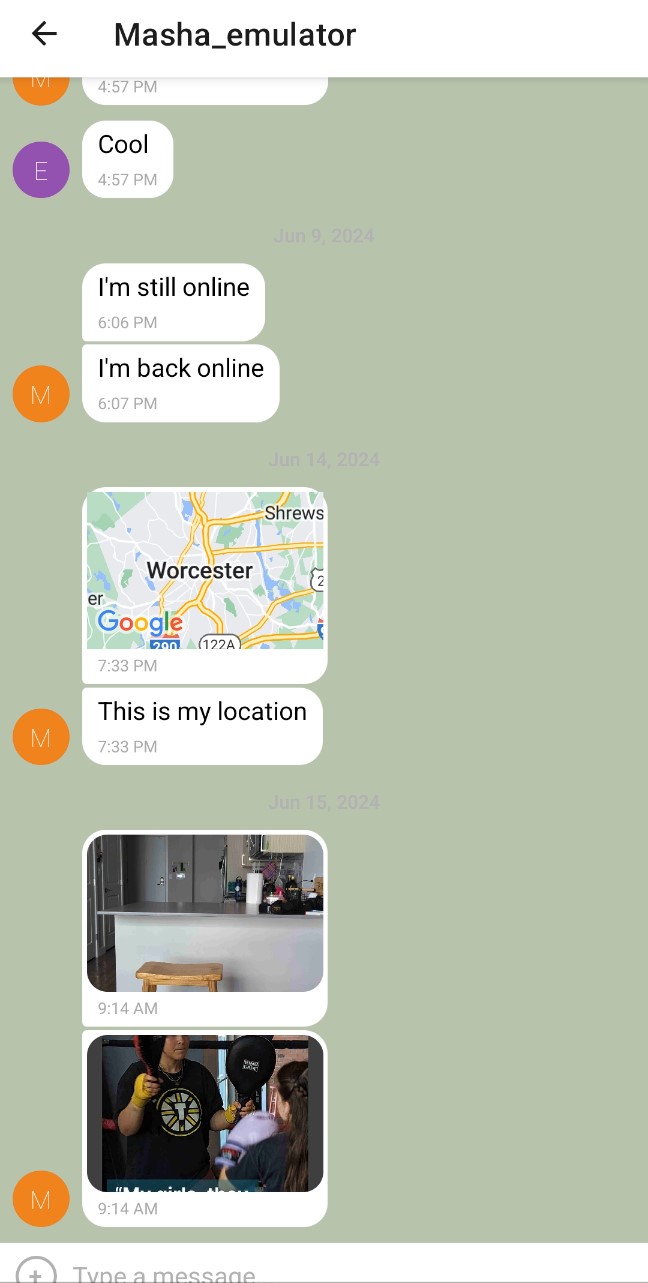 Masha_emulator
M
4:57 PM
Cool
E
4:57 PM
Jun 9, 2024
I'm still online
6:06 PM
I'm back online
M
6:07 PM
Jun 14, 2024
Shrews
Worcester
2
er
Google
290
122A
7:33 PM
This is my location
M
7:33 PM
Jun 15, 2024
9:14 AM
"My girls, they
M
9:14 AM
Type a message